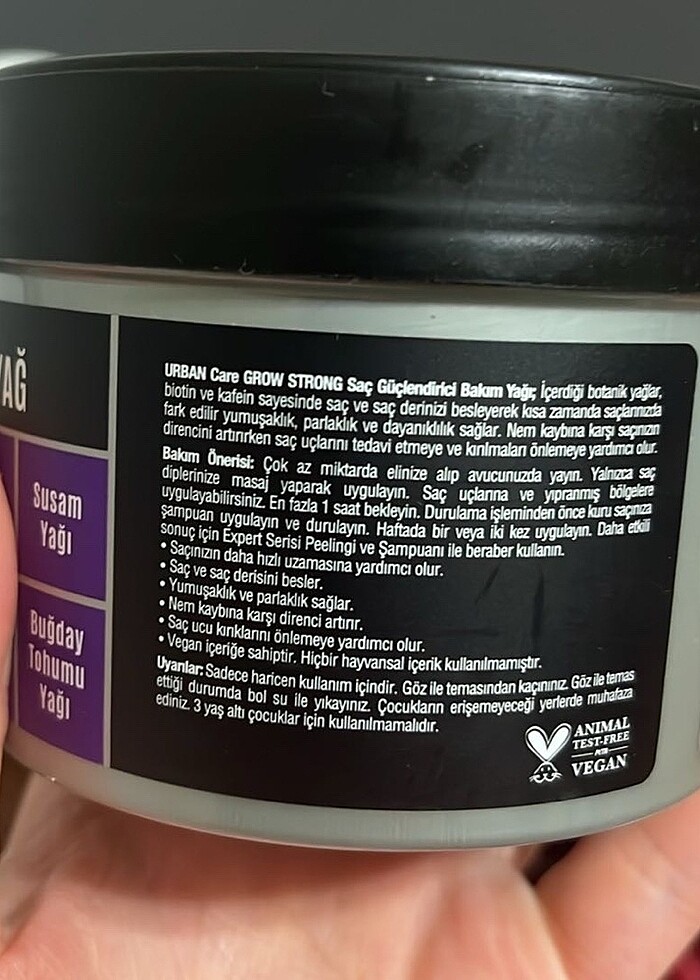 YAĞ
Susam
Yağı
Buğday
Tohumu
Yağı
URBAN Care GROW STRONG Saç Güçlendirici Bakım Yağı; İçerdiği botanik yağlar,
biotin ve kafein sayesinde saç ve saç derinizi besleyerek kısa zamanda saçlarınızda
fark edilir yumuşaklık, parlaklık ve dayanıklılık sağlar. Nem kaybına karşı saçınızın
direncini artırırken saç uçlarını tedavi etmeye ve kırılmaları önlemeye yardımcı olur.
Bakım Önerisi: Çok az miktarda elinize alıp avucunuzda yayın. Yalnızca saç
diplerinize masaj yaparak uygulayın. Saç uçlarına ve yıpranmış bölgelere
uygulayabilirsiniz. En fazla 1 saat bekleyin. Durulama işleminden önce kuru saçınıza
şampuan uygulayın ve durulayın. Haftada bir veya iki kez uygulayın. Daha etkili
sonuç için Expert Serisi Peelingi ve Şampuanı ile beraber kullanın.
• Saçınızın daha hızlı uzamasına yardımcı olur.
• Saç ve saç derisini besler.
• Yumuşaklık ve parlaklık sağlar.
• Nem kaybına karşı direnci artırır.
• Saç ucu kırıklarını önlemeye yardımcı olur.
• Vegan içeriğe sahiptir. Hiçbir hayvansal içerik kullanılmamıştır.
Uyarılar: Sadece haricen kullanım içindir. Göz ile temasından kaçınınız. Göz ile temas
ettiği durumda bol su ile yıkayınız. Çocukların erişemeyeceği yerlerde muhafaza
ediniz. 3 yaş altı çocuklar için kullanılmamalıdır.
ANIMAL
TEST-FREE
PETA
VEGAN